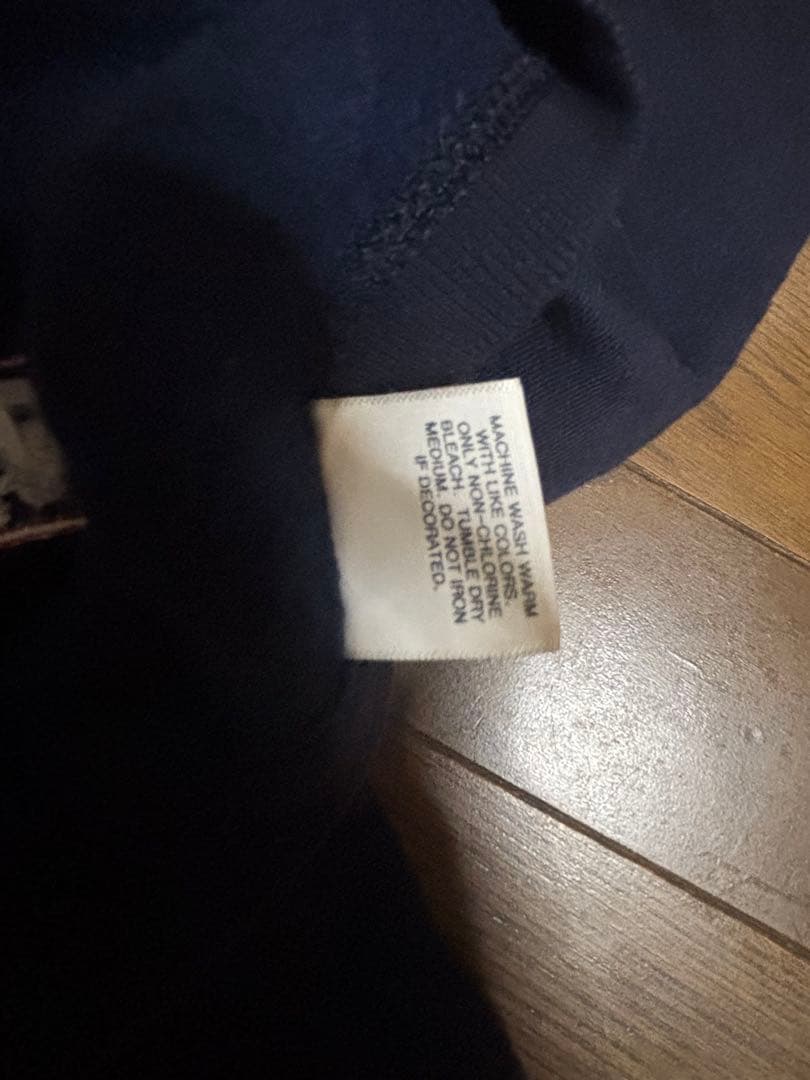 MACHINE WASH WARM
WITH LIKE COLORS.
ONLY NON-CHLORINE
BLEACH. TUMBLE DRY
MEDIUM. DO NOT IRON
IF DECORATED.